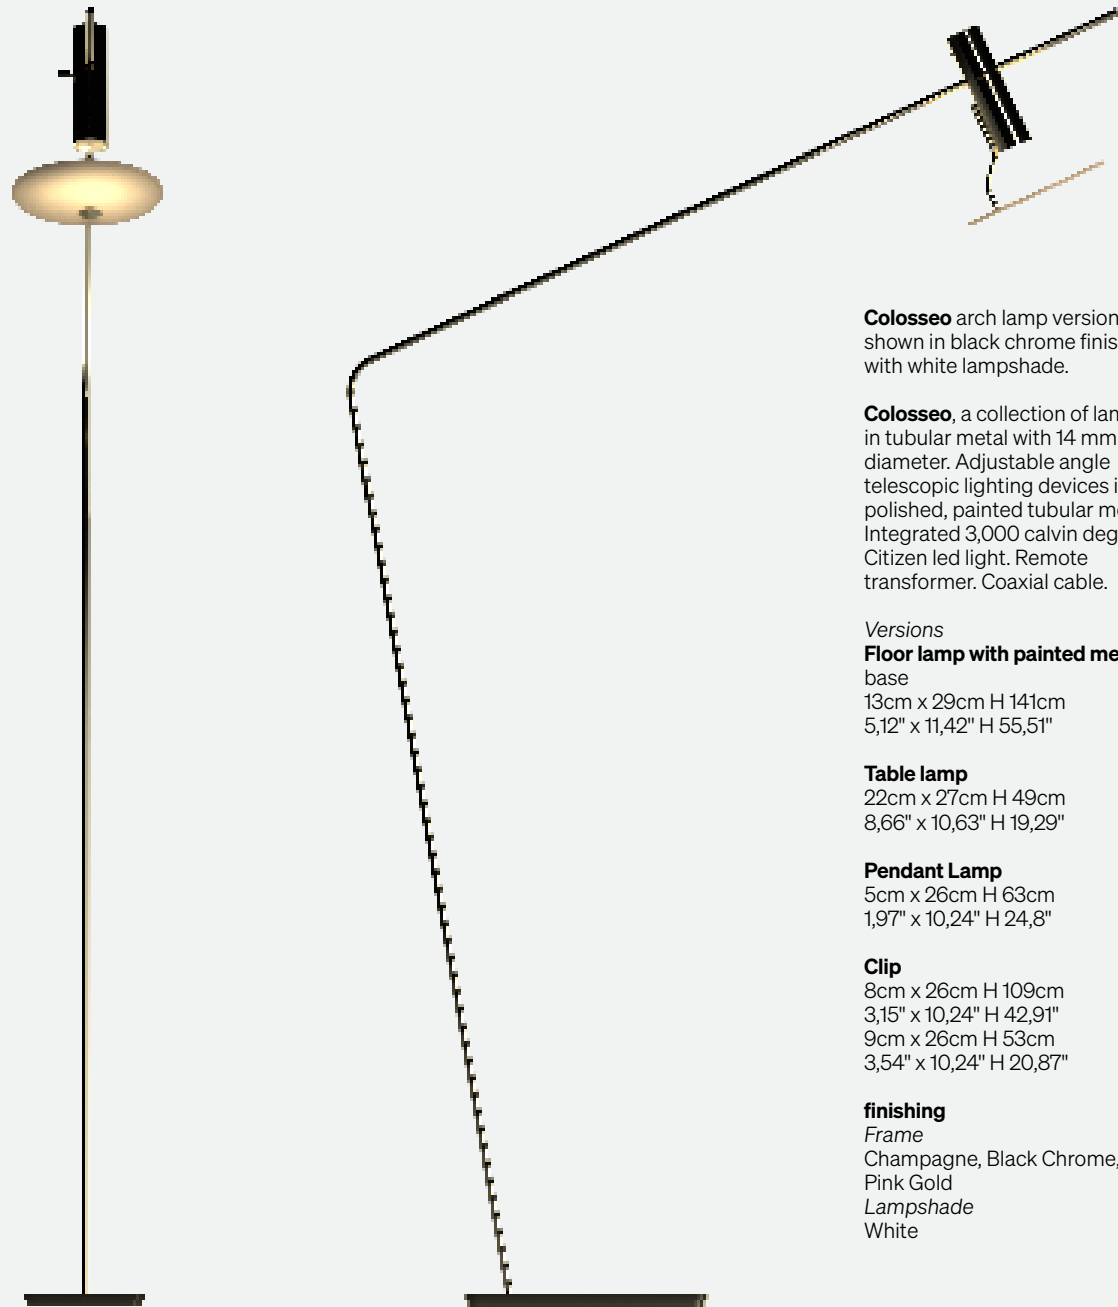 Colosseo arch lamp version
shown in black chrome
with white lampshade.
Colosseo, a collection of
in tubular metal with 14 mm
diameter. Adjustable angle
telescopic lighting devices
polished, painted tubular
Integrated 3,000 calvin
Citizen led light. Remote
transformer. Coaxial cable.
Versions
Floor lamp with painted
base
13cm x 29cm H 141cm
5,12" x 11,42" H 55,51"
Table lamp
22cm x 27cm H 49cm
8,66" x 10,63" H 19,29"
Pendant Lamp
5cm x 26cm H 63cm
1,97" x 10,24" H 24,8"
Clip
8cm x 26cm H 109cm
3,15" x 10,24" H 42,91"
9cm x 26cm H 53cm
3,54" x 10,24" H 20,87"
finishing
Frame
Champagne, Black Chrome,
Pink Gold
Lampshade
White